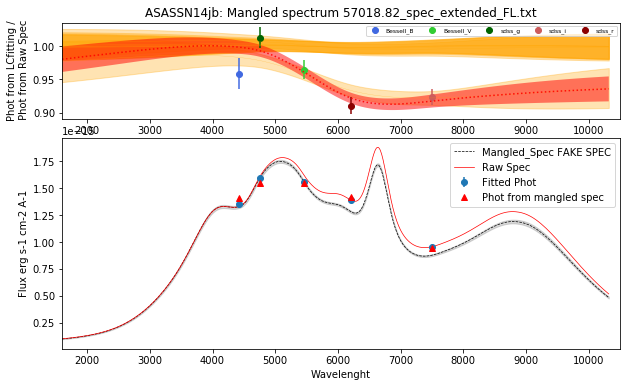 ASASSN14jb: Mangled spectrum 57018.82_spec_extended_FL.txt
Phot from LCfitting /
Phot from Raw Spec
1.00
0.95
0.90
Bessell_B
Bessell_V
sdss_g
sdss_i
sdss_r
2000 3000 4000 5000 6000 7000 8000 9000 10000
Flux erg s-1 cm-2 A-1
1.75
1.50
1.25
1.00
0.75
0.50
0.25
Mangled_Spec FAKE SPEC
Raw Spec
Fitted Phot
Phot from mangled spec
2000 3000 4000 5000 6000 7000 8000 9000 10000
Wavelenght